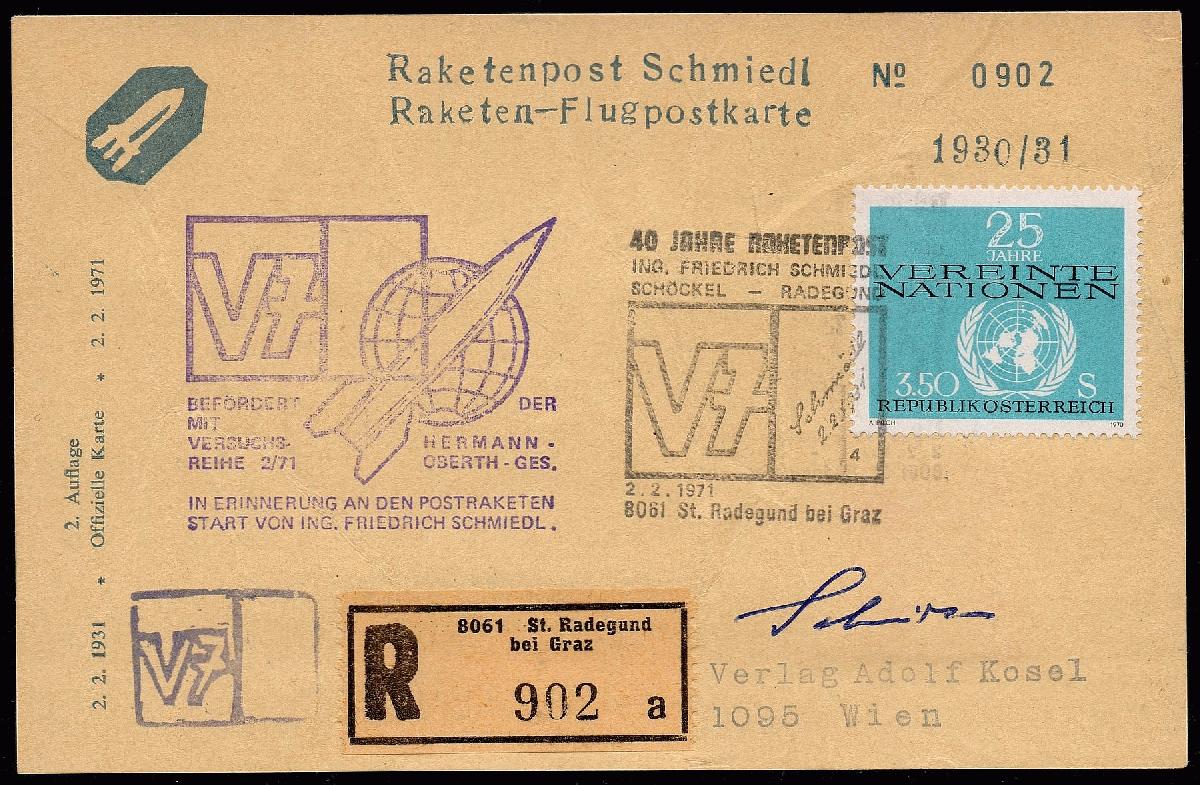 Raketenpost Schmiedl № 0902
Raketen-Flugpostkarte
1930/31
2. Auflage
2. 2. 1931 * Offizielle Karte * 2. 2. 1971
V7
BEFÖRDERT DER
MIT
VERSUCHS- HERMANN-
REIHE 2/71 OBERTH-GES.
IN ERINNERUNG AN DEN POSTRAKETEN
START VON ING. FRIEDRICH SCHMIEDL.
40 JAHRE RAKETENPOST
ING. FRIEDRICH SCHMIEDL
SCHÖCKEL — RADEGUND
V7
Schmiedl
2.2.1931
4
2.2.1971
8061 St. Radegund bei Graz
25
JAHRE
VEREINTE
NATIONEN
3.50 S
REPUBLIK ÖSTERREICH
1970
V7
R
8061 St. Radegund
bei Graz
902 a
Verlag Adolf Kosel
1095 Wien